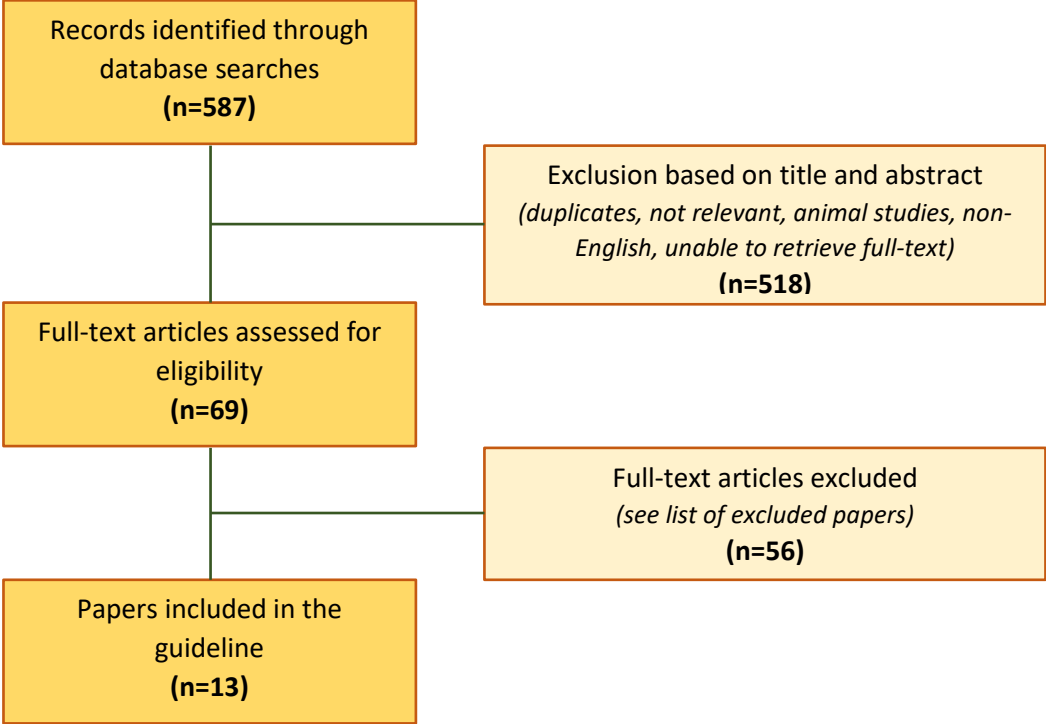 Records identified through
database searches
(n=587)
Exclusion based on title and abstract
(duplicates, not relevant, animal studies, non-
English, unable to retrieve full-text)
(n=518)
Full-text articles assessed for
eligibility
(n=69)
Full-text articles excluded
(see list of excluded papers)
(n=56)
Papers included in the
guideline
(n=13)